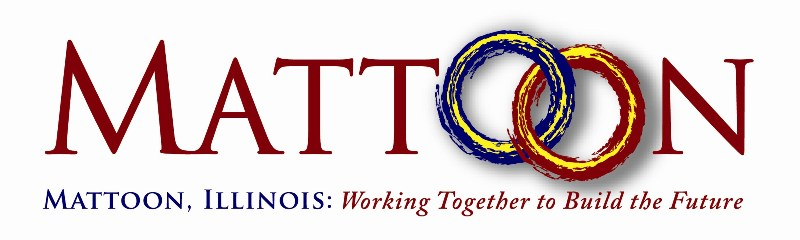 MATTOON
MATTOON, ILLINOIS: Working Together to Build the Future